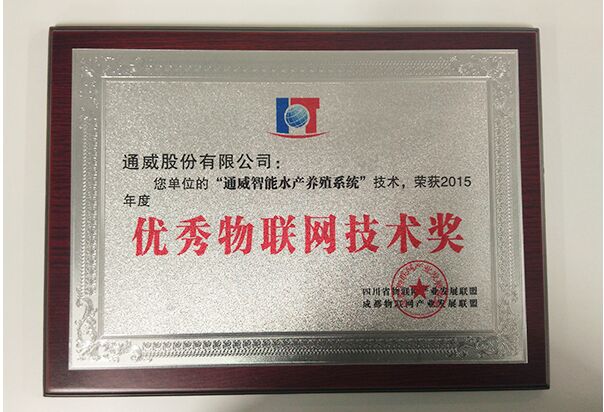 通威股份有限公司：
您单位的“通威智能水产养殖系统”技术，荣获2015
年度
优秀物联网技术奖
四川省物联网产业发展联盟
成都物联网产业发展联盟